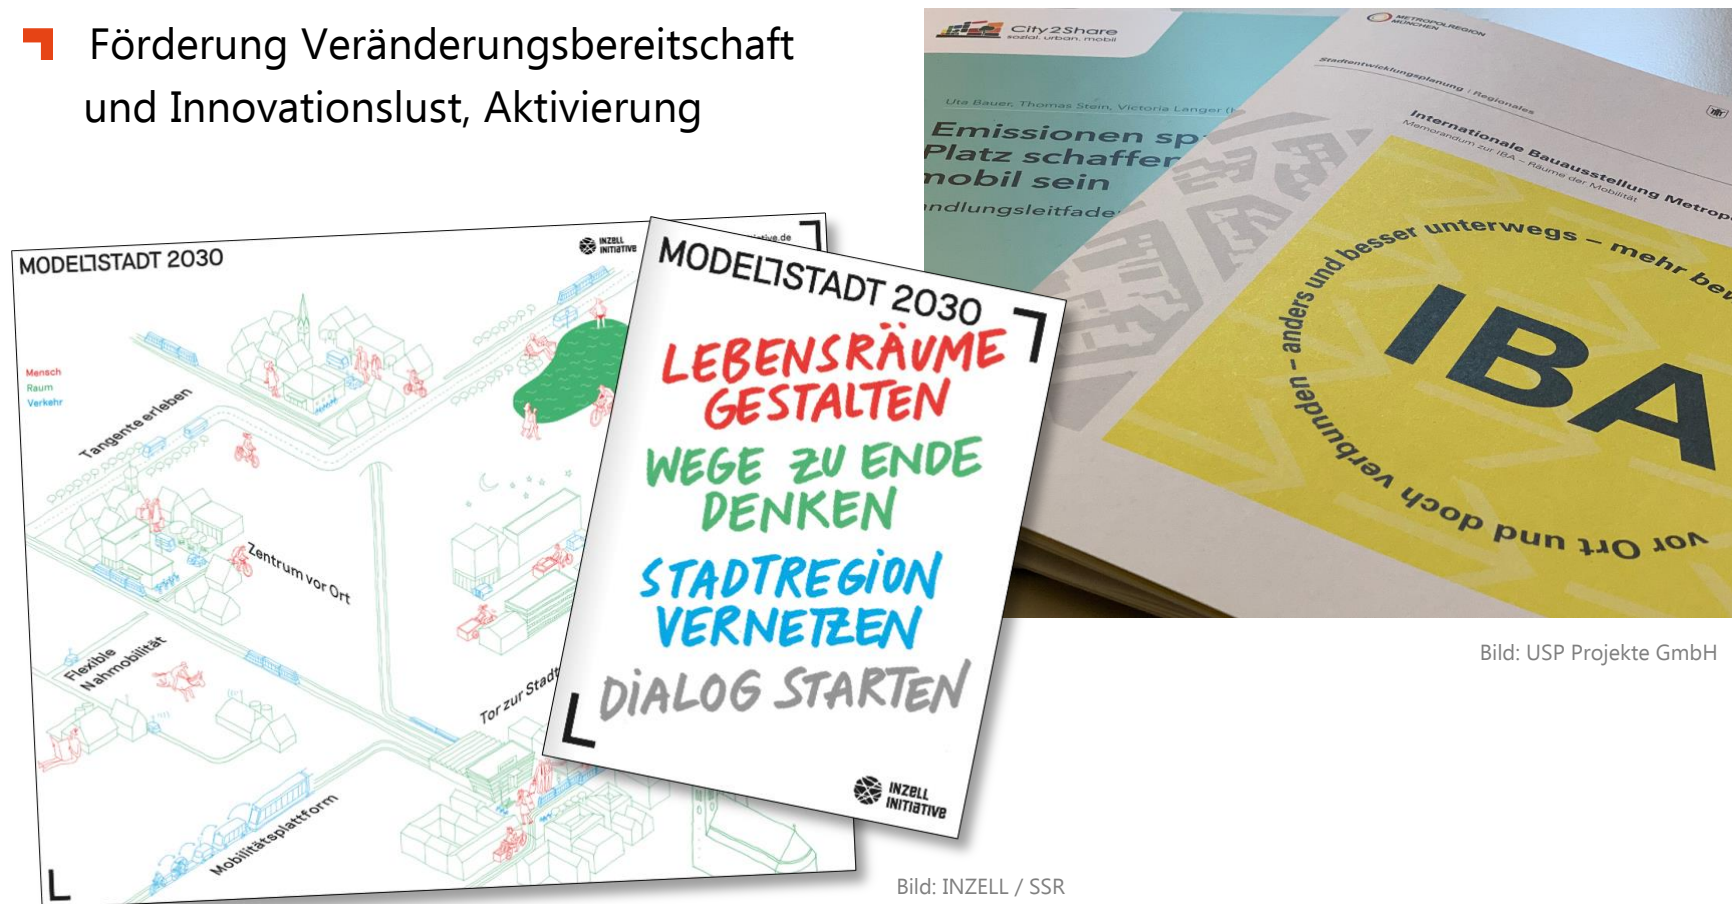 Förderung Veränderungsbereitschaft
und Innovationslust, Aktivierung
City2Share
sozial. urban. mobil
Uta Bauer, Thomas Stein, Victoria Langer
Emissionen
Platz schaffen
mobil sein
METROPOLREGION
MÜNCHEN
Stadtentwicklungsplanung | Regionales
Internationale Bauausstellung
Memorandum zur IBA – Räume der Mobilität
vor Ort und doch verbunden – anders und besser unterwegs – mehr
IBA
Bild: USP Projekte GmbH
MODELLSTADT 2030
INZELL
INITIATIVE
Mensch
Raum
Verkehr
Tangente erleben
Zentrum vor Ort
Flexible
Nahmobilität
Tor zur Stadt
Mobilitätsplattform
MODELLSTADT 2030
LEBENSRÄUME
GESTALTEN
WEGE ZU ENDE
DENKEN
STADTREGION
VERNETZEN
DIALOG STARTEN
INZELL
INITIATIVE
Bild: INZELL / SSR